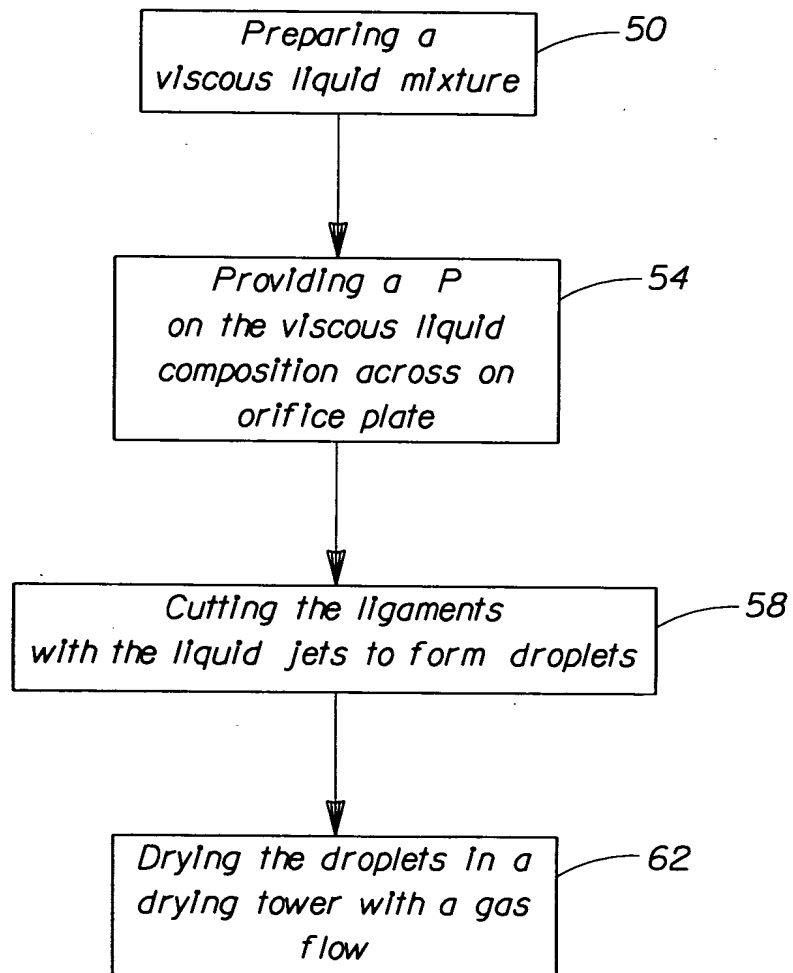 Preparing a
viscous liquid mixture
50
Providing a P
on the viscous liquid
composition across on
orifice plate
54
Cutting the ligaments
with the liquid jets to form droplets
58
Drying the droplets in a
drying tower with a gas
flow
62